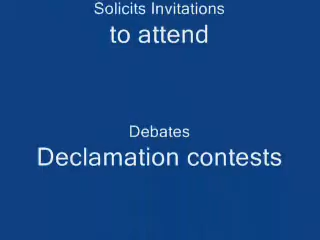 Solicits Invitations
to attend
Debates
Declamation contests